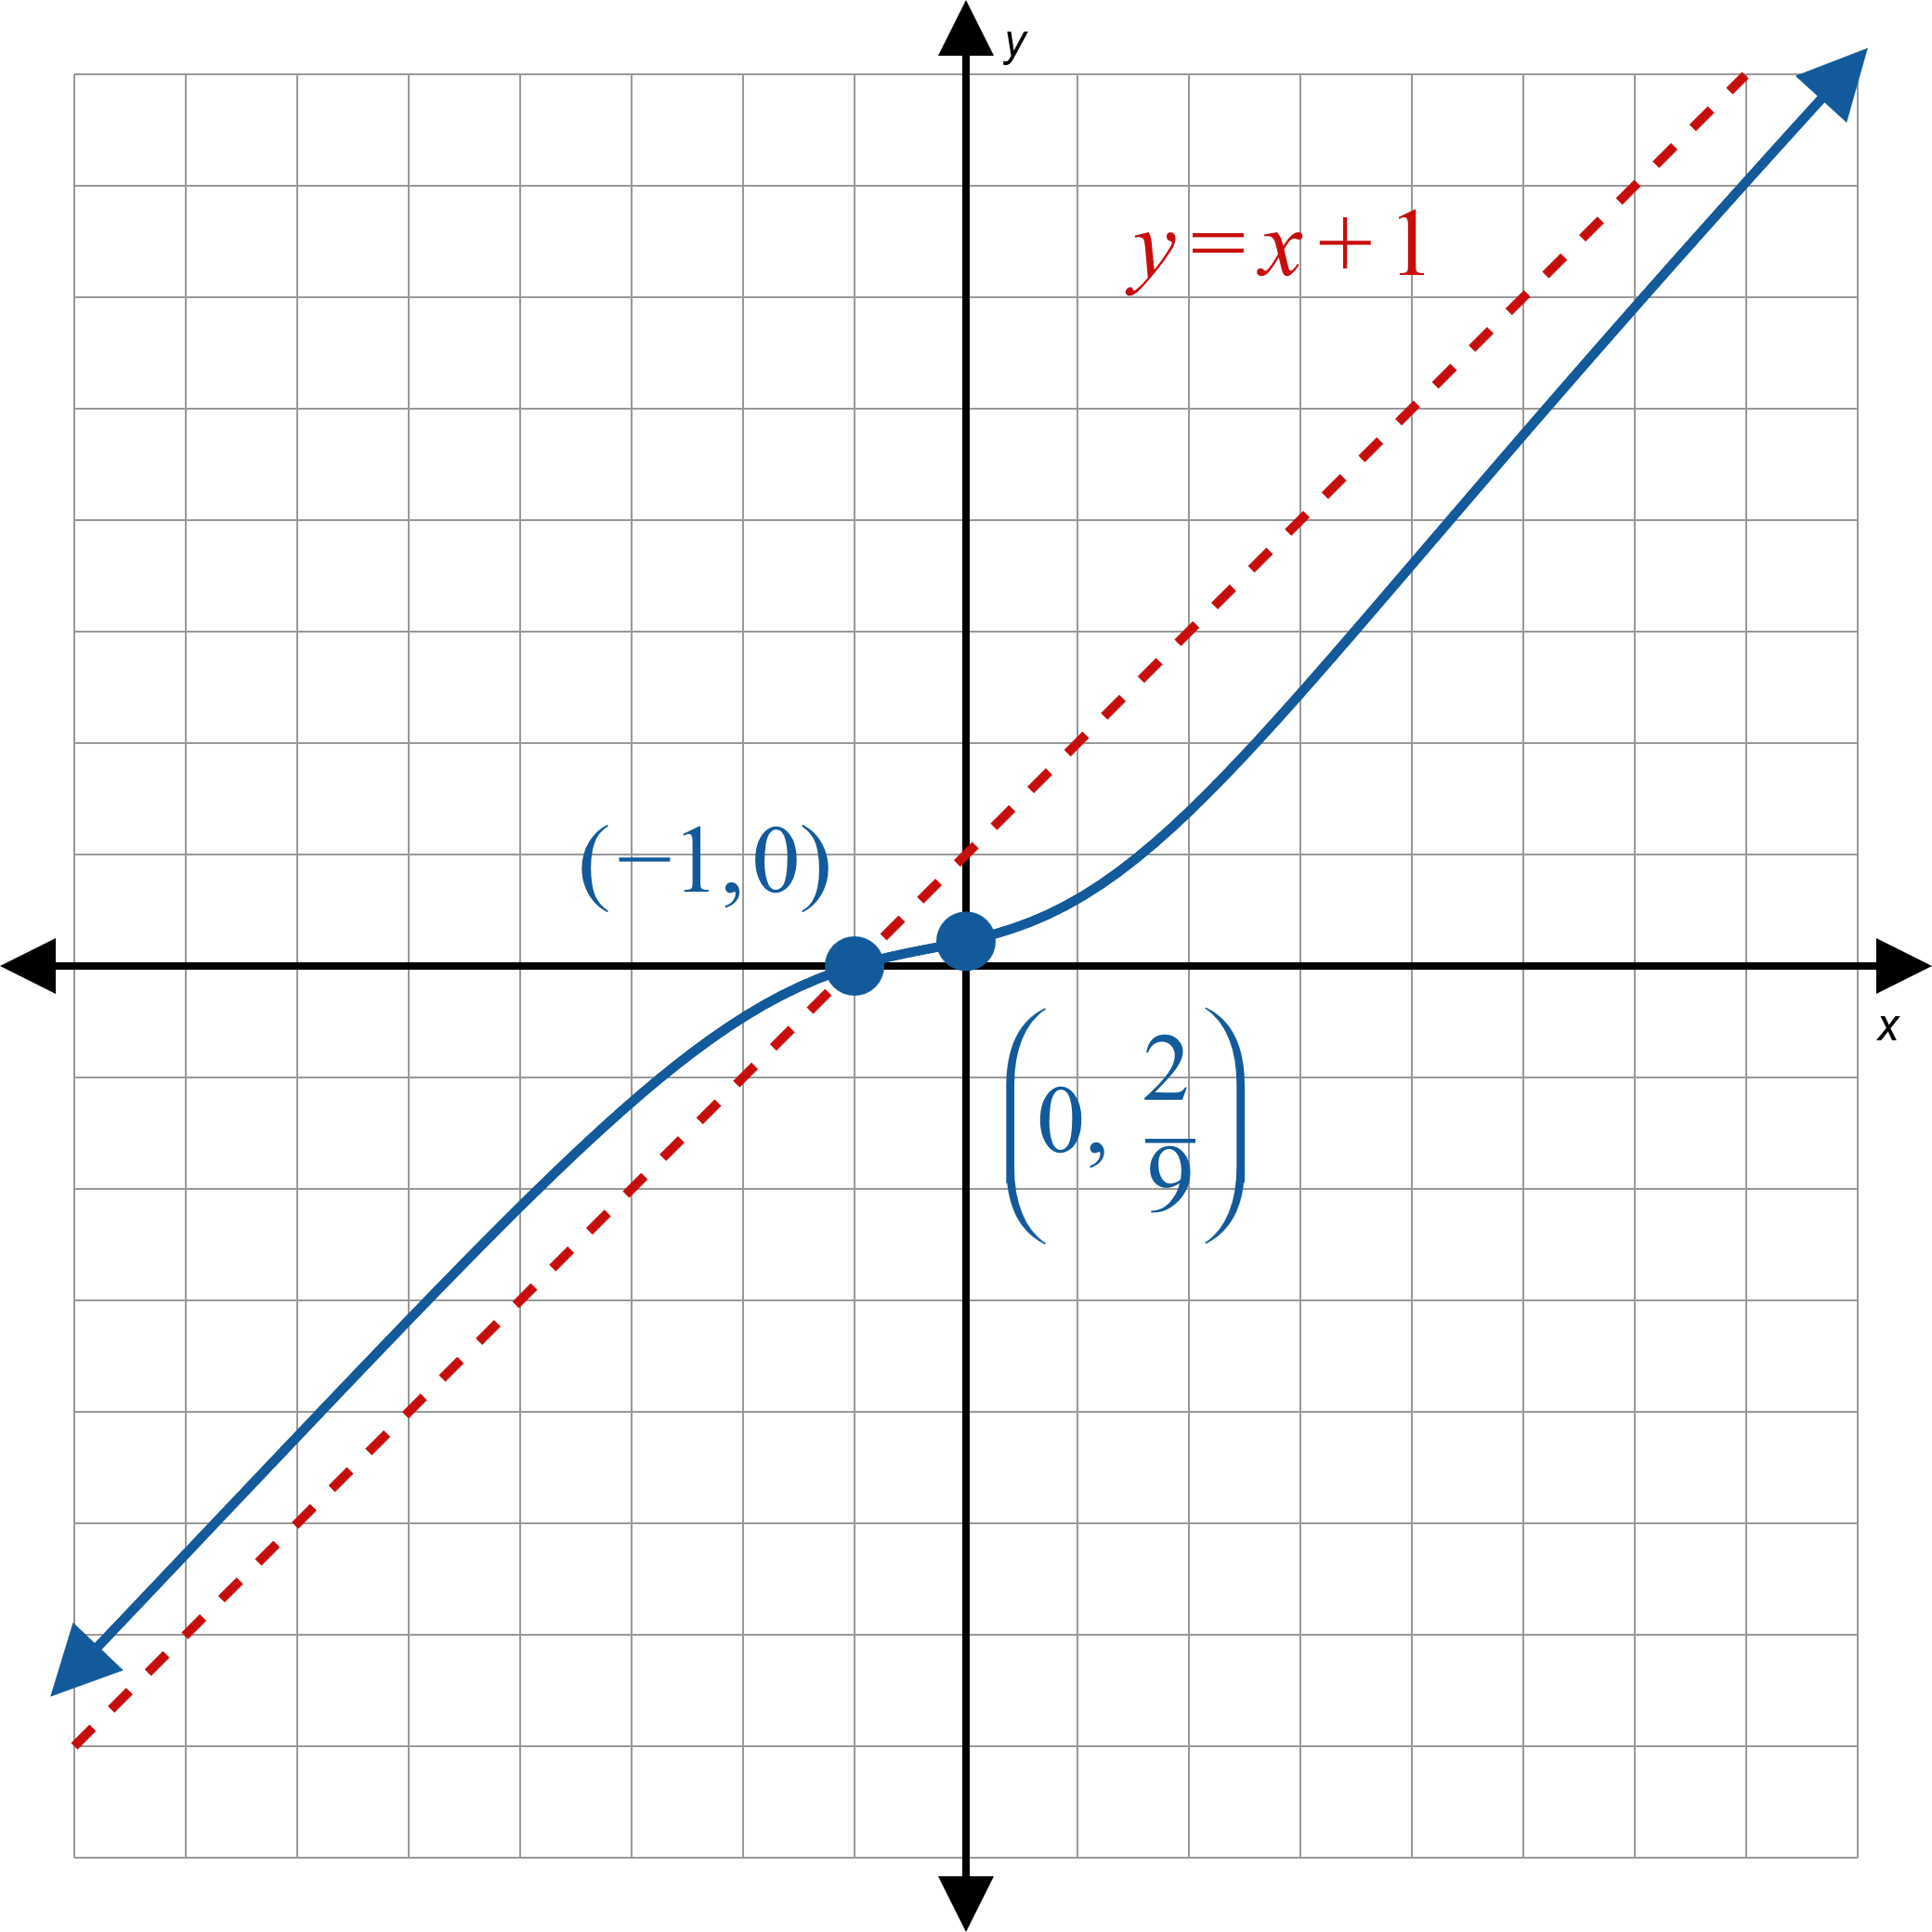 y
y = x + 1
(−1, 0)
x
(0, 2/9)